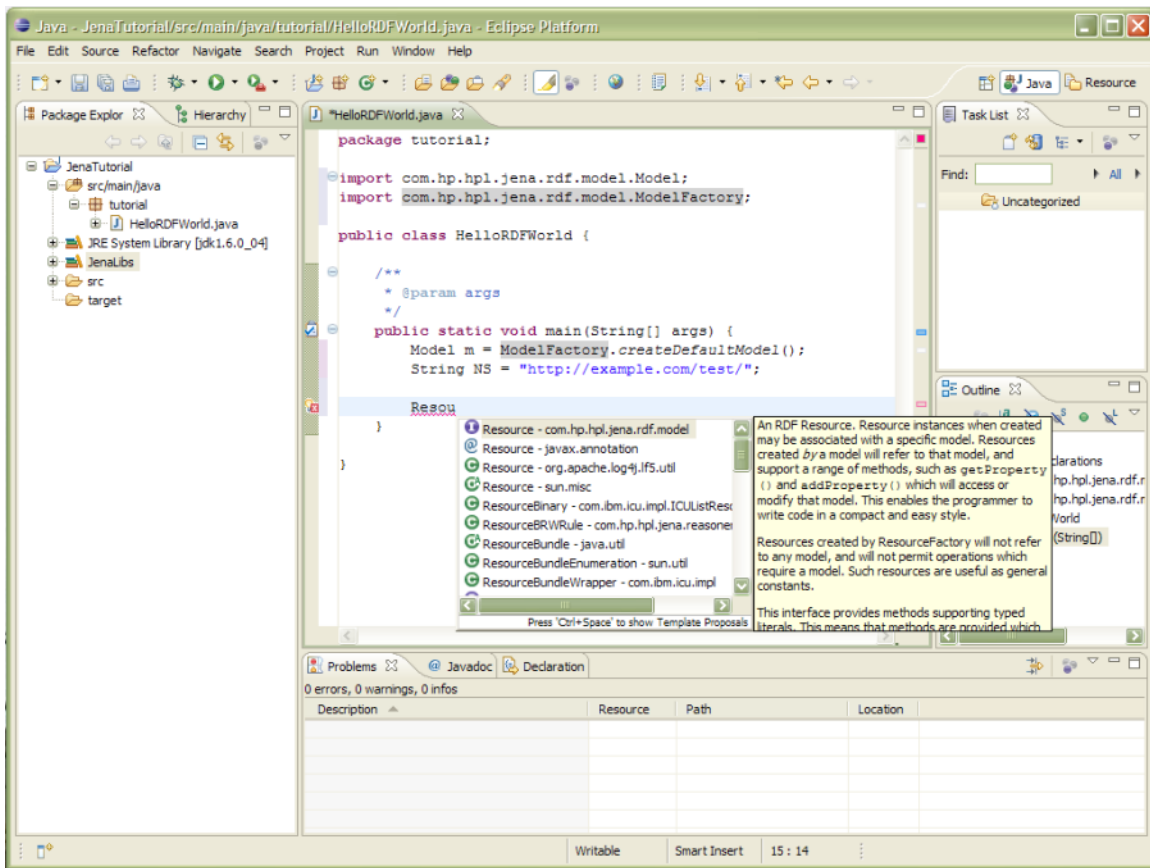 Java - JenaTutorial/src/main/java/tutorial/HelloRDFWorld.java - Eclipse Platform
File Edit Source Refactor Navigate Search Project Run Window Help
Java Resource
Package Explor Hierarchy
JenaTutorial
src/main/java
tutorial
HelloRDFWorld.java
JRE System Library [jdk1.6.0_04]
JenaLibs
src
target
*HelloRDFWorld.java
package tutorial;
import com.hp.hpl.jena.rdf.model.Model;
import com.hp.hpl.jena.rdf.model.ModelFactory;
public class HelloRDFWorld {
/**
* @param args
*/
public static void main(String[] args) {
Model m = ModelFactory.createDefaultModel();
String NS = "http://example.com/test/";
Resou
}
}
Resource - com.hp.hpl.jena.rdf.model
Resource - javax.annotation
Resource - org.apache.log4j.lf5.util
Resource - sun.misc
ResourceBinary - com.ibm.icu.impl.ICUListReso
ResourceBRWRule - com.hp.hpl.jena.reasoner
ResourceBundle - java.util
ResourceBundleEnumeration - sun.util
ResourceBundleWrapper - com.ibm.icu.impl
Press 'Ctrl+Space' to show Template Proposals
An RDF Resource. Resource instances when created
may be associated with a specific model. Resources
created by a model will refer to that model, and
support a range of methods, such as getProperty
() and addProperty() which will access or
modify that model. This enables the programmer to
write code in a compact and easy style.
Resources created by ResourceFactory will not refer
to any model, and will not permit operations which
require a model. Such resources are useful as general
constants.
This interface provides methods supporting typed
literals. This means that methods are provided which
Task List
Find: All
Uncategorized
Outline
clarations
hp.hpl.jena.rdf.r
hp.hpl.jena.rdf.r
World
(String[])
Problems Javadoc Declaration
0 errors, 0 warnings, 0 infos
Description Resource Path Location
Writable Smart Insert 15 : 14